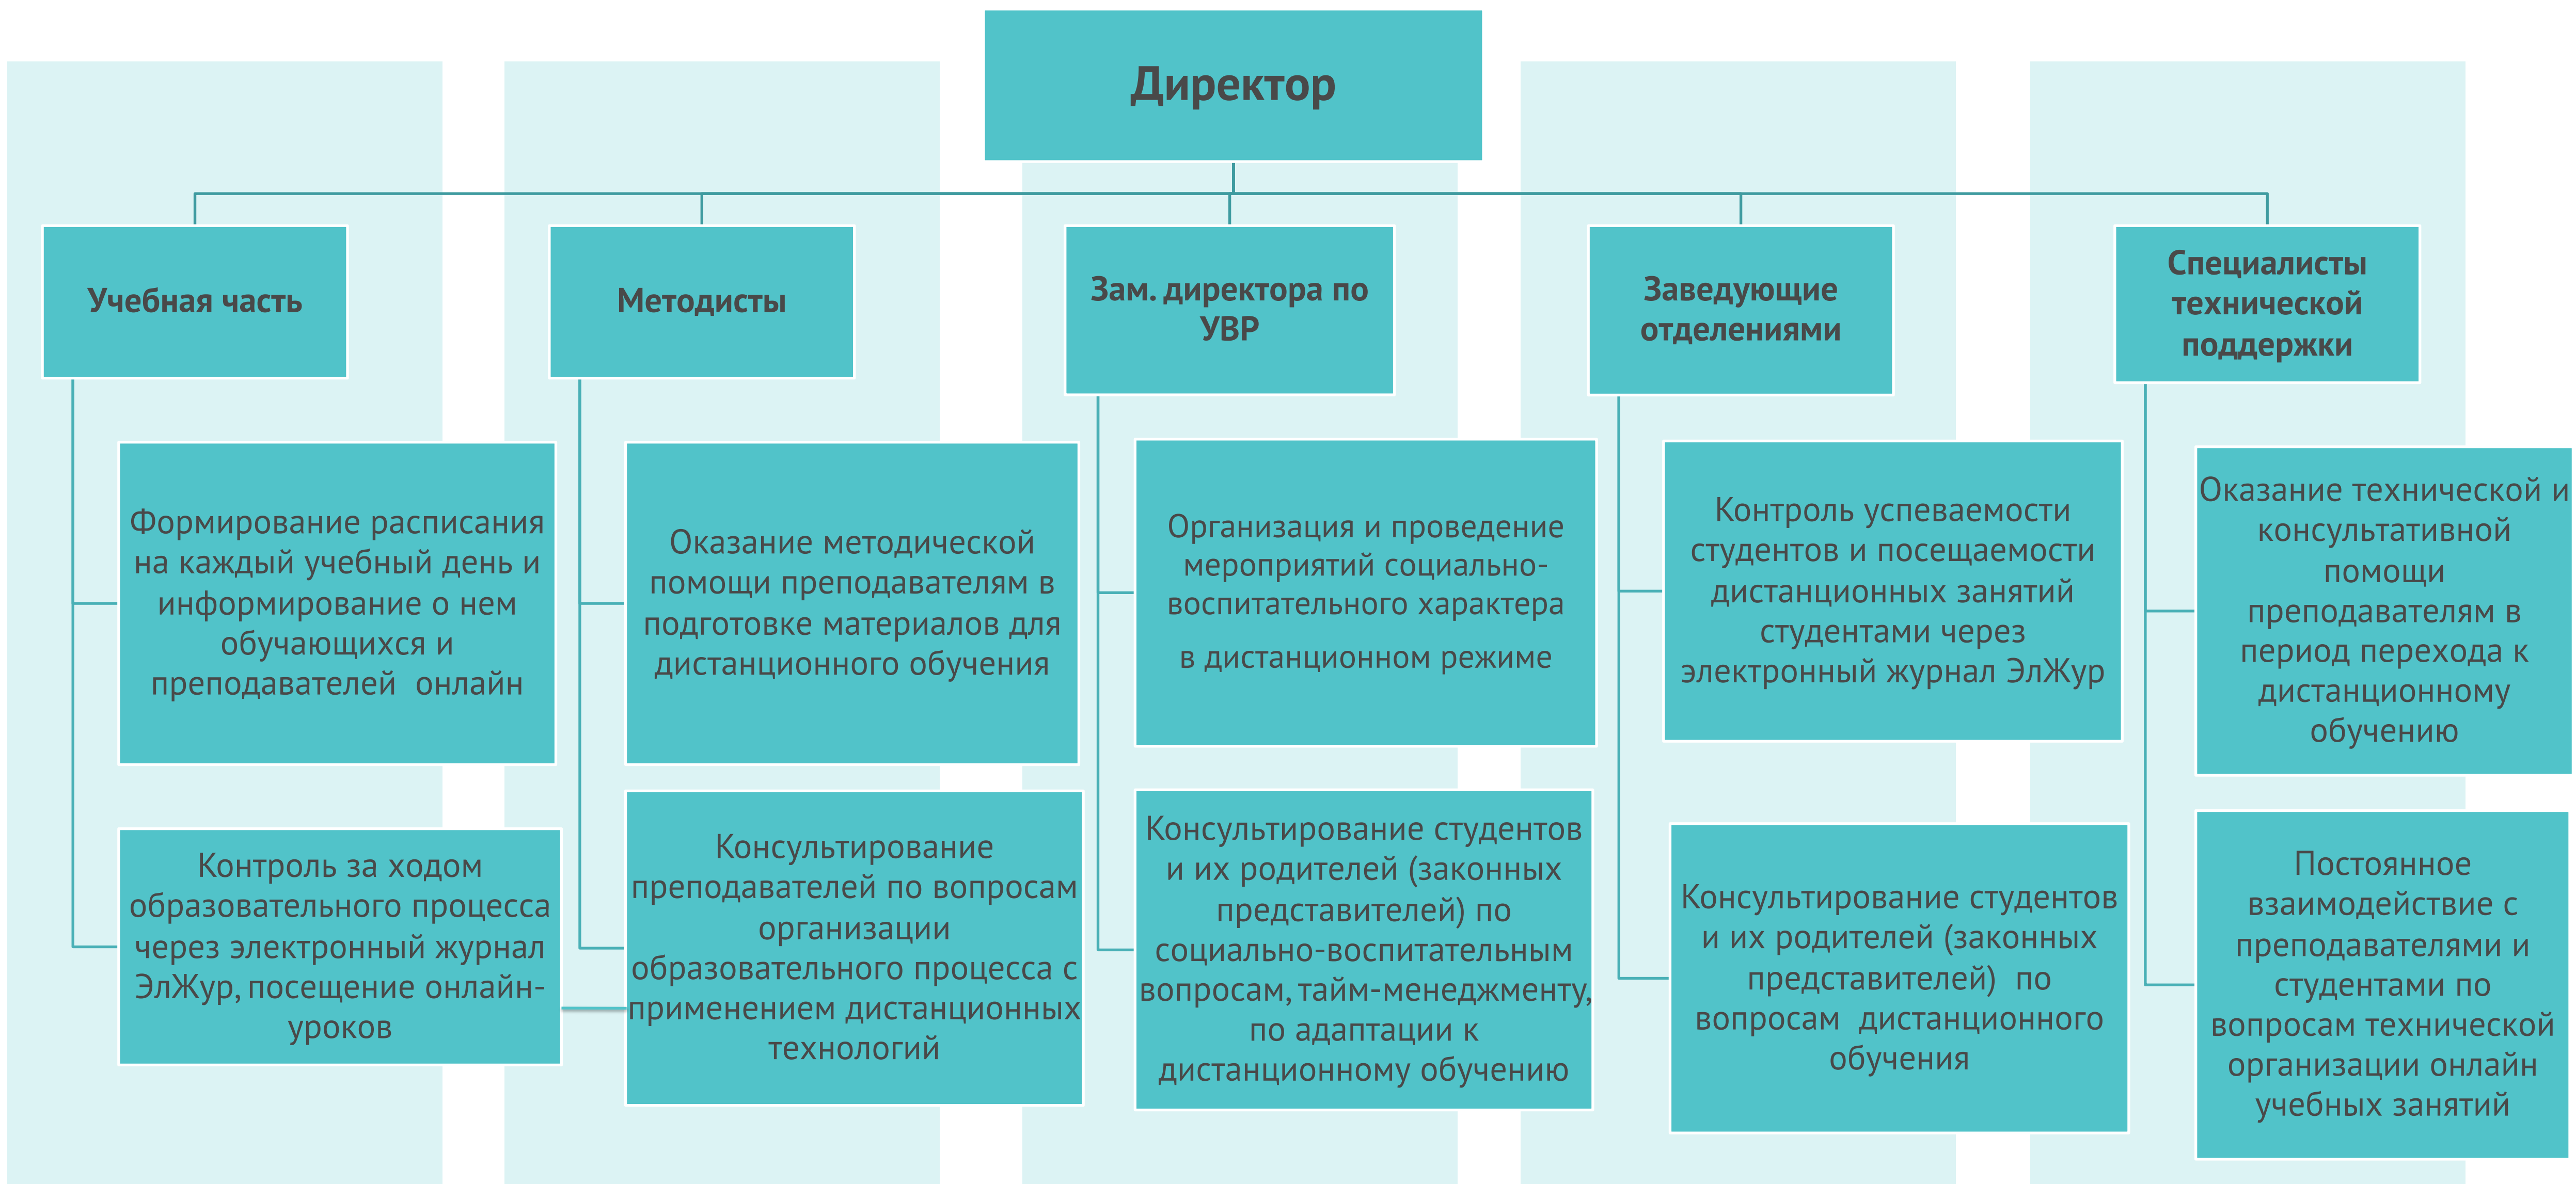 Директор
Учебная часть
Методисты
Зам. директора по
УВР
Заведующие
отделениями
Специалисты
технической
поддержки
Формирование расписания
на каждый учебный день и
информирование о нем
обучающихся и
преподавателей онлайн
Оказание методической
помощи преподавателям в
подготовке материалов для
дистанционного обучения
Организация и проведение
мероприятий социально-
воспитательного характера
в дистанционном режиме
Контроль успеваемости
студентов и посещаемости
дистанционных занятий
студентами через
электронный журнал ЭлЖур
Оказание технической и
консультативной
помощи
преподавателям в
период перехода к
дистанционному
обучению
Контроль за ходом
образовательного процесса
через электронный журнал
ЭлЖур, посещение онлайн-
уроков
Консультирование
преподавателей по вопросам
организации
образовательного процесса с
применением дистанционных
технологий
Консультирование студентов
и их родителей (законных
представителей) по
социально-воспитательным
вопросам, тайм-менеджменту,
по адаптации к
дистанционному обучению
Консультирование студентов
и их родителей (законных
представителей) по
вопросам дистанционного
обучения
Постоянное
взаимодействие с
преподавателями и
студентами по
вопросам технической
организации онлайн
учебных занятий